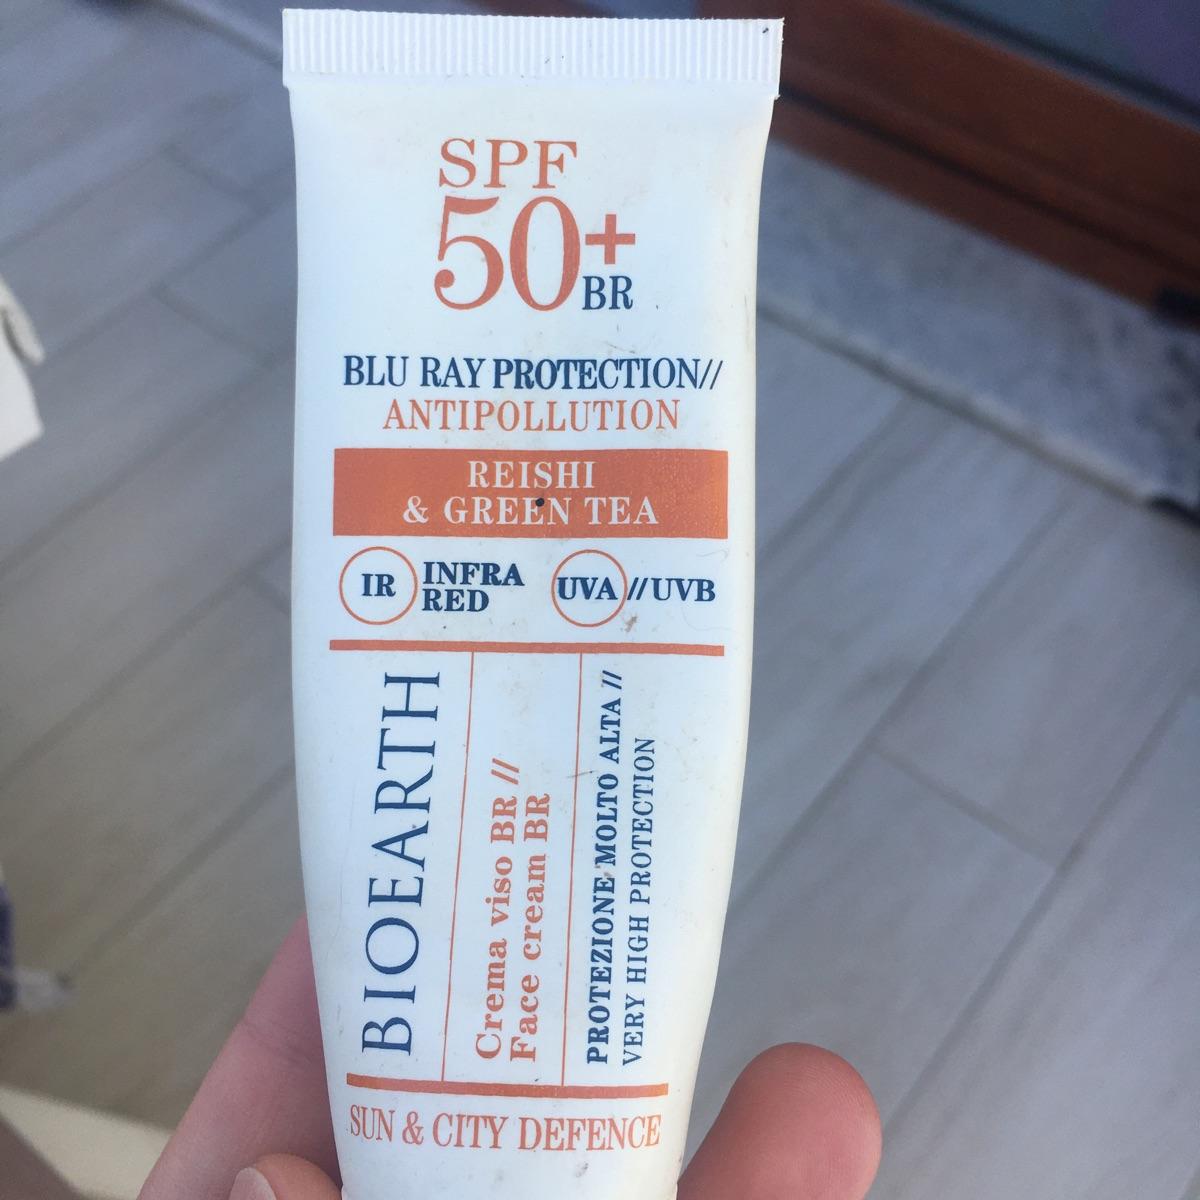 SPF
50+
BR
BLU RAY PROTECTION//
ANTIPOLLUTION
REISHI
& GREEN TEA
IR INFRA RED
UVA//UVB
BIOEARTH
Crema viso BR //
Face cream BR
PROTEZIONE MOLTO ALTA //
VERY HIGH PROTECTION
SUN & CITY DEFENCE